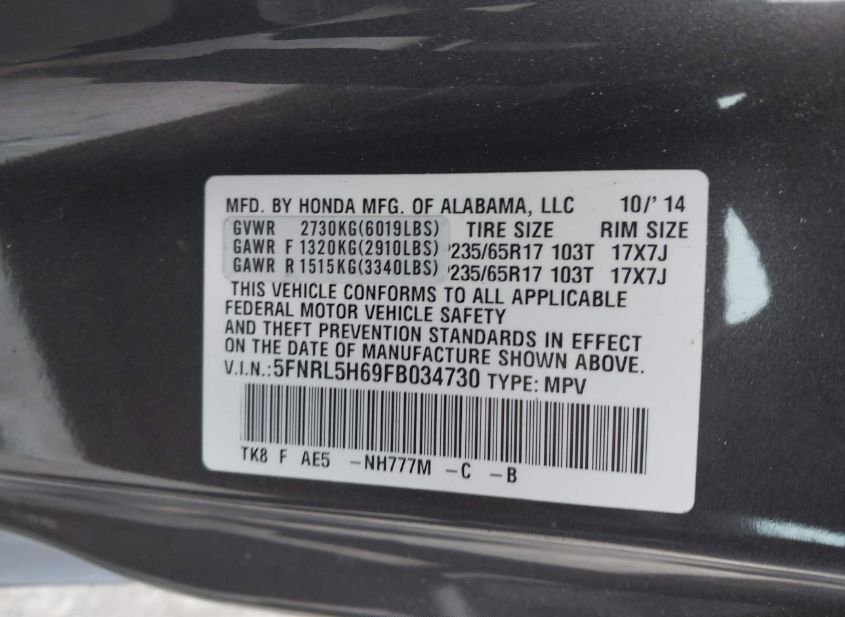 MFD. BY HONDA MFG. OF ALABAMA, LLC 10/'14
GVWR 2730KG(6019LBS) TIRE SIZE RIM SIZE
GAWR F 1320KG(2910LBS) P235/65R17 103T 17X7J
GAWR R 1515KG(3340LBS) P235/65R17 103T 17X7J
THIS VEHICLE CONFORMS TO ALL APPLICABLE
FEDERAL MOTOR VEHICLE SAFETY
AND THEFT PREVENTION STANDARDS IN EFFECT
ON THE DATE OF MANUFACTURE SHOWN ABOVE.
V.I.N.:5FNRL5H69FB034730 TYPE: MPV
TK8 F AE5 -NH777M -C -B